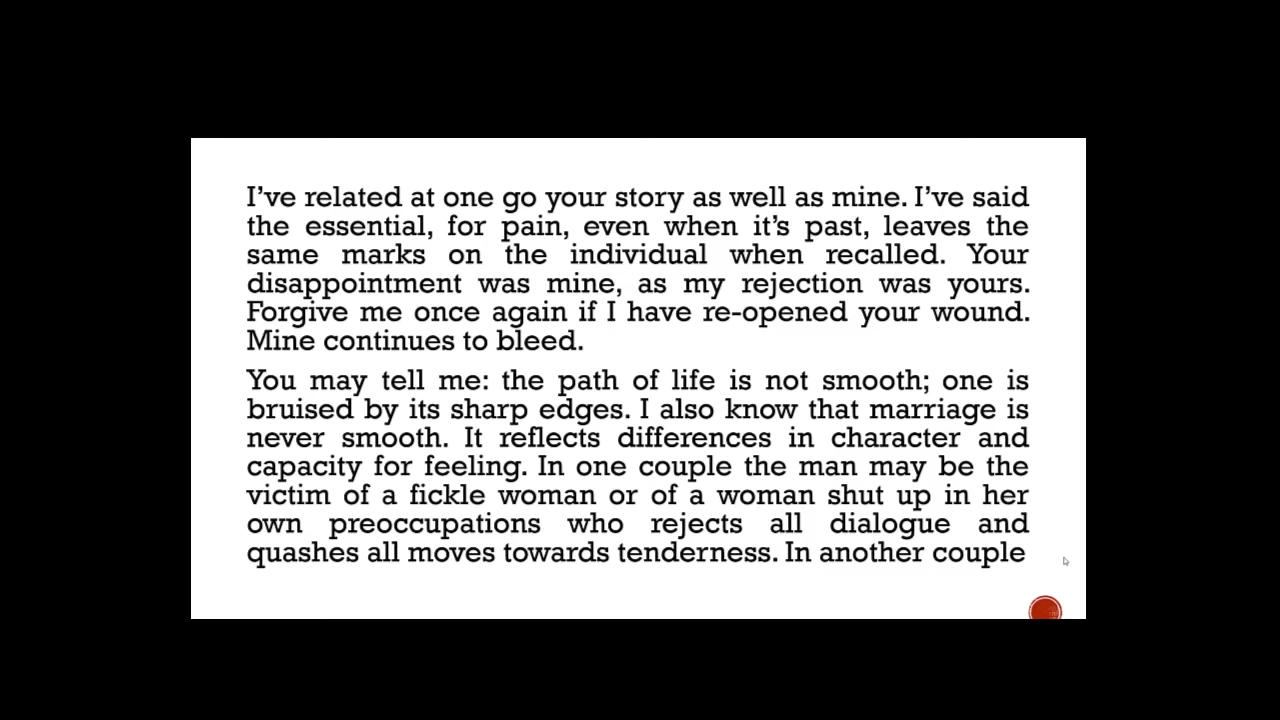 I’ve related at one go your story as well as mine. I’ve said
the essential, for pain, even when it’s past, leaves the
same marks on the individual when recalled. Your
disappointment was mine, as my rejection was yours.
Forgive me once again if I have re-opened your wound.
Mine continues to bleed.
You may tell me: the path of life is not smooth; one is
bruised by its sharp edges. I also know that marriage is
never smooth. It reflects differences in character and
capacity for feeling. In one couple the man may be the
victim of a fickle woman or of a woman shut up in her
own preoccupations who rejects all dialogue and
quashes all moves towards tenderness. In another couple